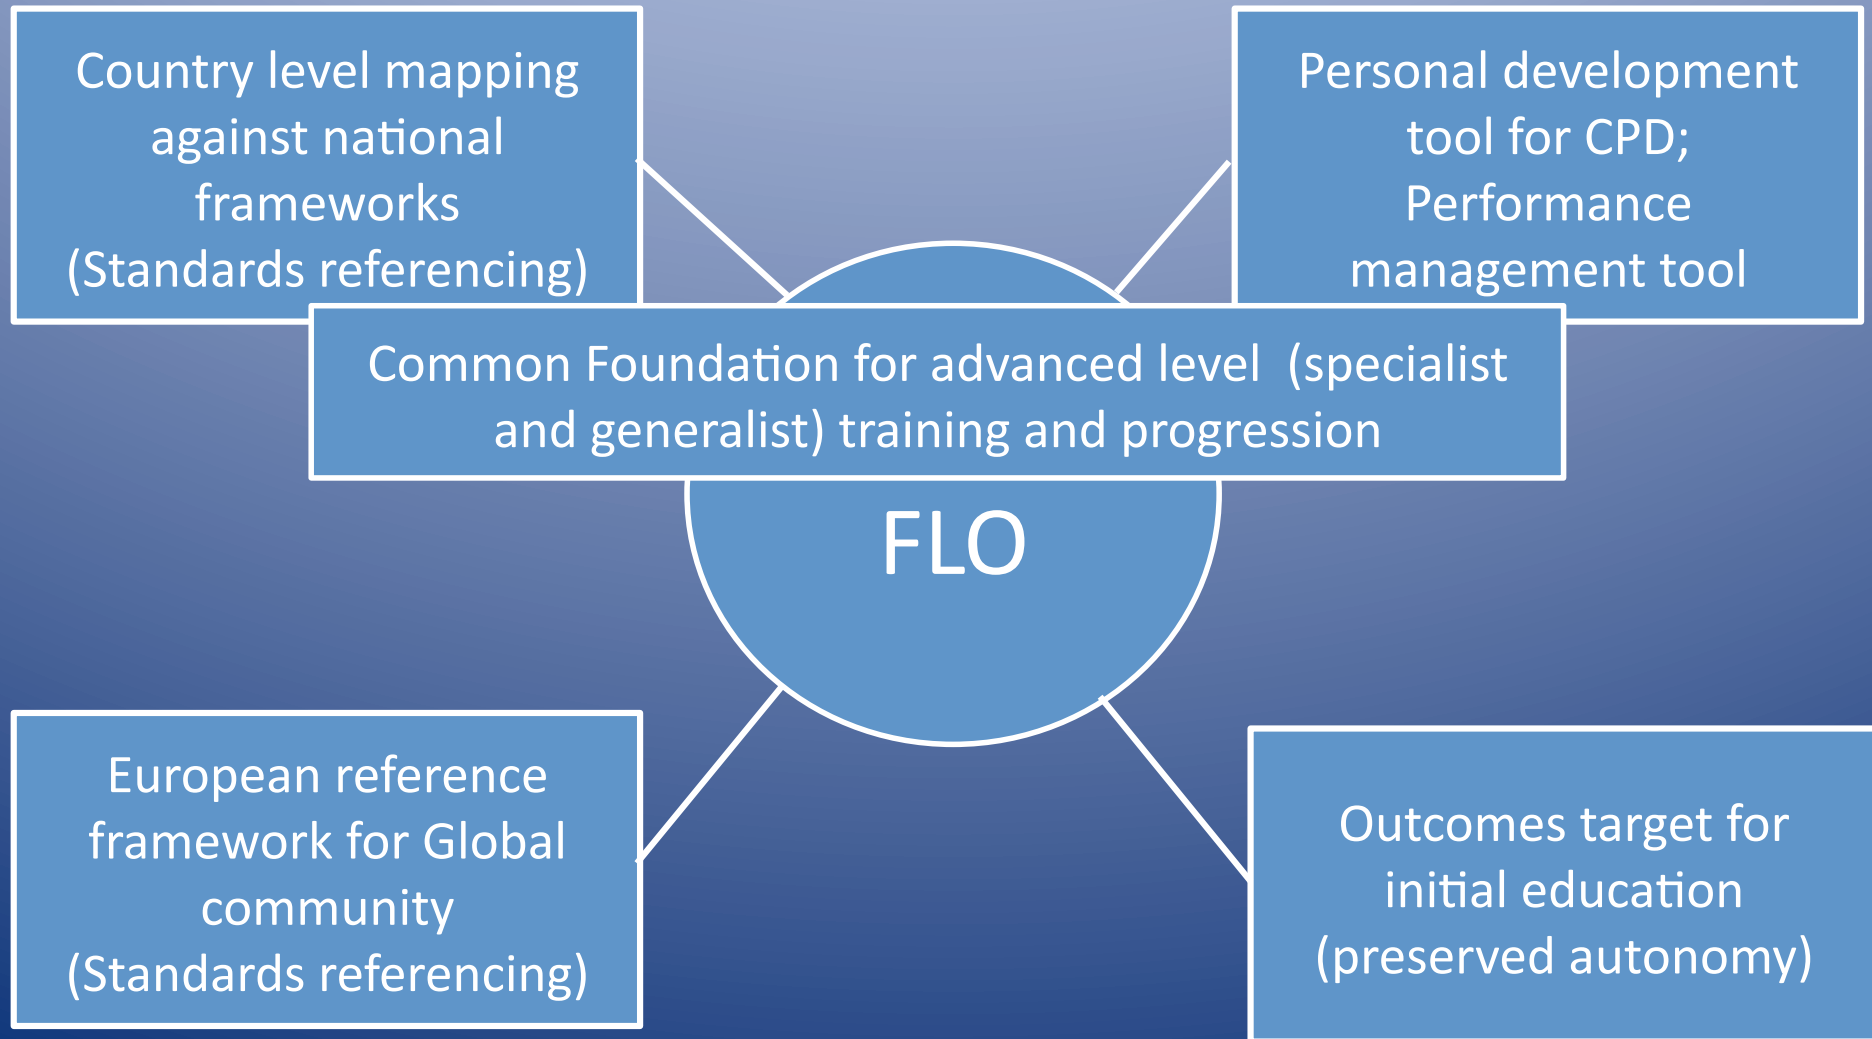 Country level mapping
against national
frameworks
(Standards referencing)
Personal development
tool for CPD;
Performance
management tool
Common Foundation for advanced level  (specialist
and generalist) training and progression
FLO
European reference
framework for Global
community
(Standards referencing)
Outcomes target for
initial education
(preserved autonomy)